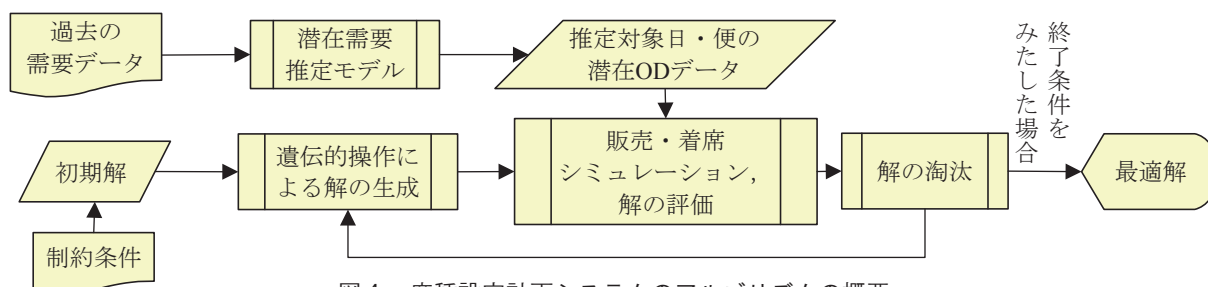 過去の
需要データ
潜在需要
推定モデル
推定対象日・便の
潜在ODデータ
終了条件を
みたした場合
初期解
遺伝的操作に
よる解の生成
販売・着席
シミュレーション,
解の評価
解の淘汰
最適解
制約条件